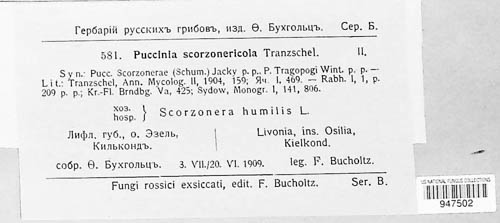 Гербарій русскихъ грибовъ, изд. Ѳ. Бухгольцъ. Сер. Б.
581. Puccinia scorzonericola Tranzschel. II.
Syn.: Pucc. Scorzonerae (Schum.) Jacky p. p., P. Tragopogi Wint. p. p. —
Lit.: Tranzschel, Ann. Mycolog. II, 1904, 159; Яч. I, 469. — Rabh. I, 1, p.
209 p. p.; Kr.-Fl. Brndbg. Va, 425; Sydow, Monogr. I, 141, 806.
хоз.
hosp. } Scorzonera humilis L.
Лифл. губ., о. Эзель, Livonia, ins. Osilia,
Килькондъ. Kielkond.
собр. Ѳ. Бухгольцъ. 3. VII./20. VI. 1909. leg. F. Bucholtz.
Fungi rossici exsiccati, edit. F. Bucholtz. Ser. B.
US NATIONAL FUNGUS COLLECTIONS
947502